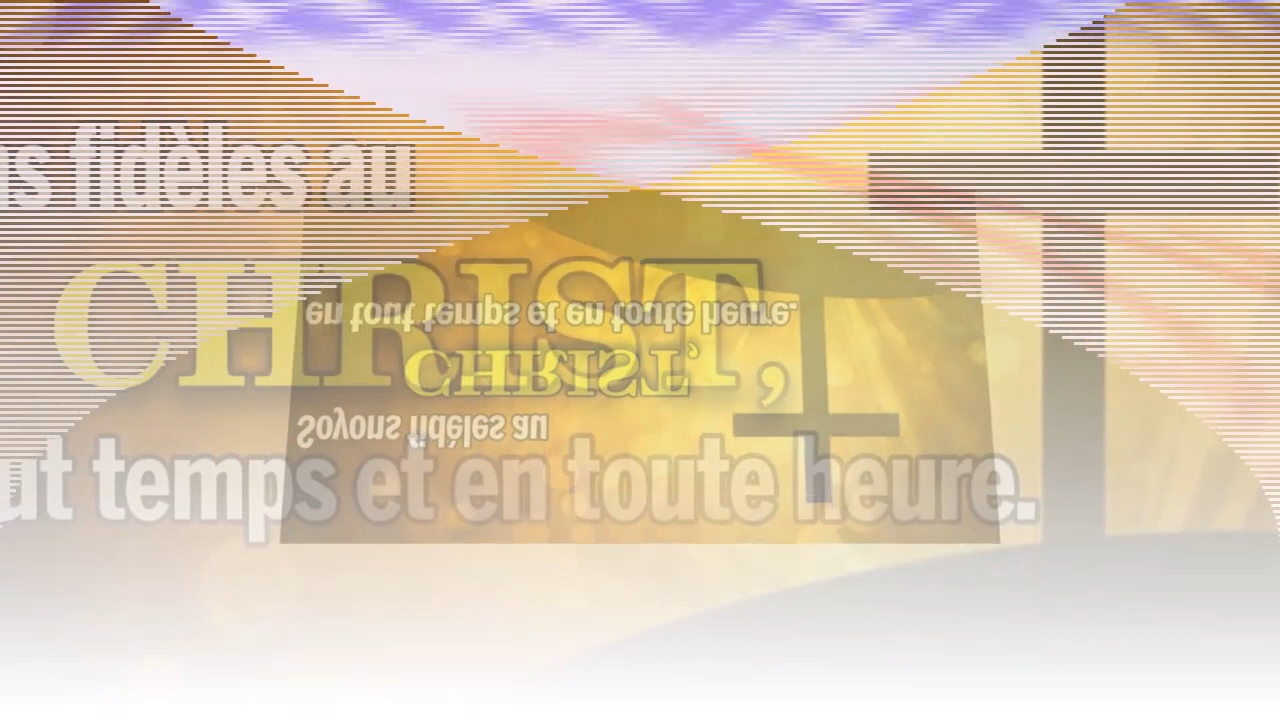 us fidèles au
CHRIST,
ut temps et en toute heure.
en tout temps et en toute heure.
CHRIST,
Soyons fidèles au